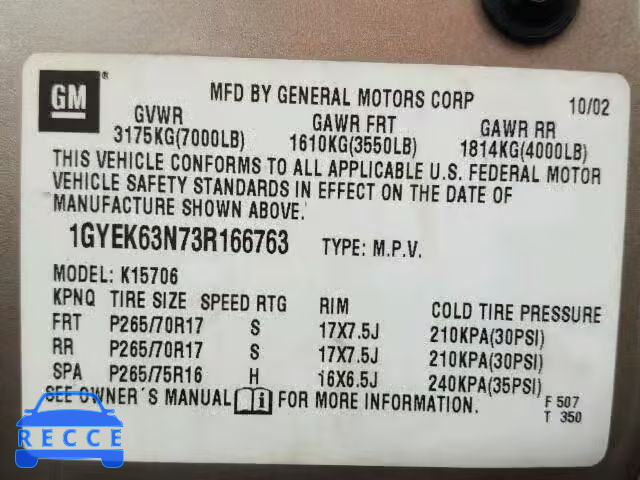 GM ®
MFD BY GENERAL MOTORS CORP 10/02
GVWR GAWR FRT GAWR RR
3175KG(7000LB) 1610KG(3550LB) 1814KG(4000LB)
THIS VEHICLE CONFORMS TO ALL APPLICABLE U.S. FEDERAL MOTOR
VEHICLE SAFETY STANDARDS IN EFFECT ON THE DATE OF
MANUFACTURE SHOWN ABOVE.
1GYEK63N73R166763 TYPE: M.P.V.
MODEL: K15706
KPNQ TIRE SIZE SPEED RTG RIM COLD TIRE PRESSURE
FRT P265/70R17 S 17X7.5J 210KPA(30PSI)
RR P265/70R17 S 17X7.5J 210KPA(30PSI)
SPA P265/75R16 H 16X6.5J 240KPA(35PSI)
SEE OWNER´S MANUAL i FOR MORE INFORMATION.
F 507
T 350
RECCE